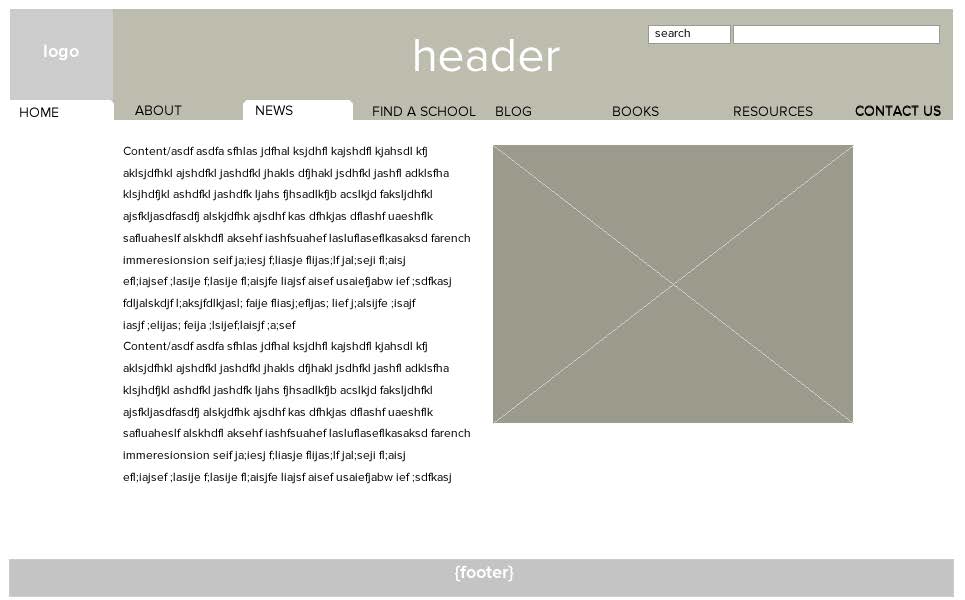 logo
header
search
HOME
ABOUT
NEWS
FIND A SCHOOL
BLOG
BOOKS
RESOURCES
CONTACT US
Content/asdf asdfa sfhlas jdfhal ksjdhfl kajshdfl kjahsdl kfj
aklsjdfhkl ajshdfkl jashdfkl jhakls dfjhakl jsdhfkl jashfl adklsfha
klsjhdfjkl ashdfkl jashdfk ljahs fjhsadlkfjb acslkjd faksljdhfkl
ajsfkljasdfasdfj alskjdfhk ajsdhf kas dfhkjas dflashf uaeshflk
safluaheslf alskhdfl aksehf iashfsuahef lasluflaseflkasaksd farench
immeresionsion seif ja;iesj f;liasje flijas;lf jal;seji fl;aisj
efl;iajsef ;lasije f;lasije fl;aisjfe liajsf aisef usaiefjabw ief ;sdfkasj
fdljalskdjf l;aksjfdlkjasl; faije fliasj;efljas; lief j;alsijfe ;isajf
iasjf ;elijas; feija ;lsijef;laisjf ;a;sef
Content/asdf asdfa sfhlas jdfhal ksjdhfl kajshdfl kjahsdl kfj
aklsjdfhkl ajshdfkl jashdfkl jhakls dfjhakl jsdhfkl jashfl adklsfha
klsjhdfjkl ashdfkl jashdfk ljahs fjhsadlkfjb acslkjd faksljdhfkl
ajsfkljasdfasdfj alskjdfhk ajsdhf kas dfhkjas dflashf uaeshflk
safluaheslf alskhdfl aksehf iashfsuahef lasluflaseflkasaksd farench
immeresionsion seif ja;iesj f;liasje flijas;lf jal;seji fl;aisj
efl;iajsef ;lasije f;lasije fl;aisjfe liajsf aisef usaiefjabw ief ;sdfkasj
{footer}